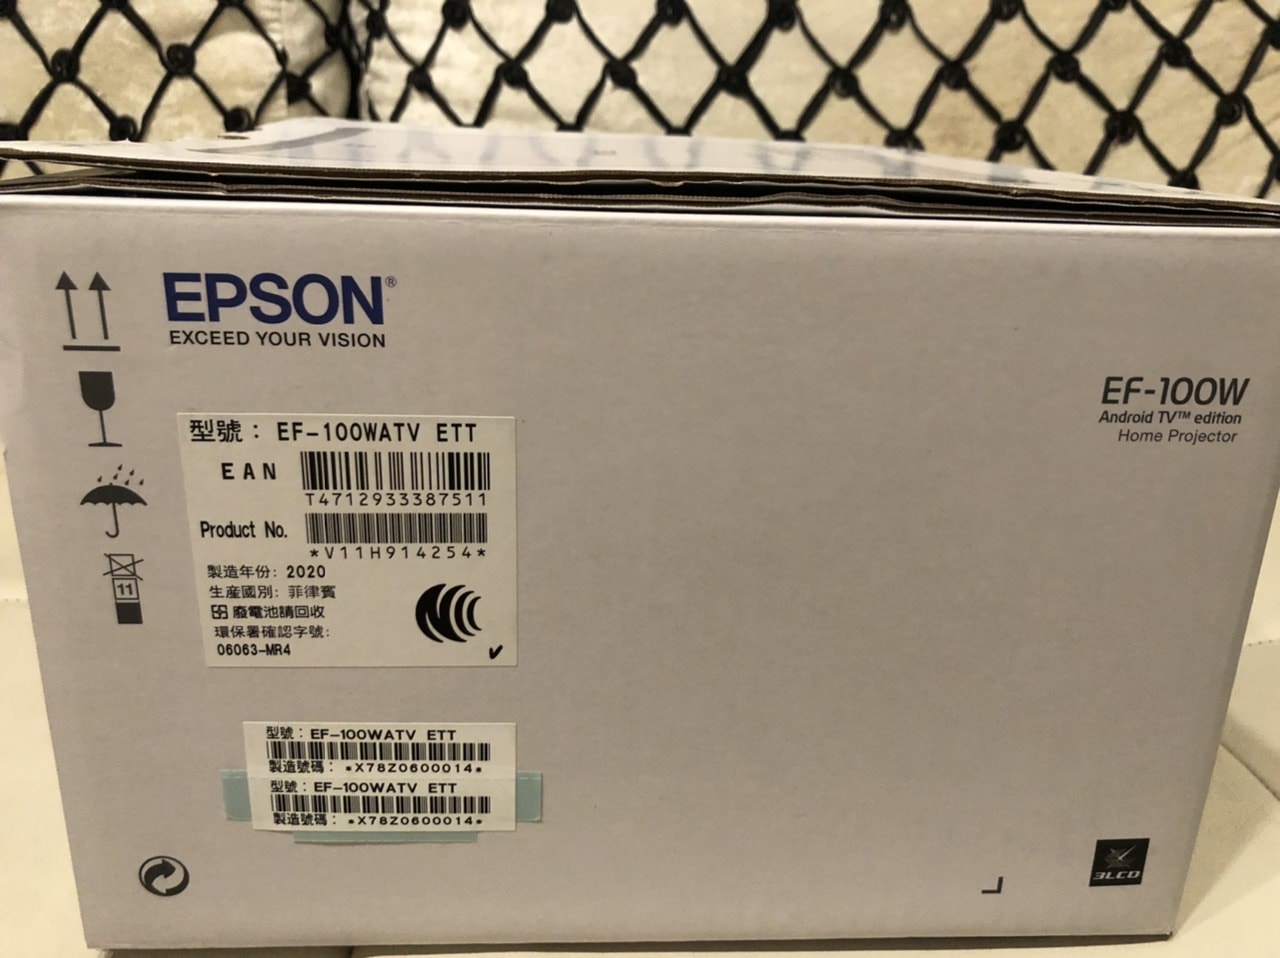 EPSON®
EXCEED YOUR VISION
EF-100W
Android TV™ edition
Home Projector
型號： EF-100WATV ETT
EAN
T4712933387511
Product No.
*V11H914254*
製造年份: 2020
生產國別: 菲律賓
廢電池請回收
環保署確認字號:
06063-MR4
11
型號：EF-100WATV ETT
製造號碼： *X78Z0600014*
型號：EF-100WATV ETT
製造號碼： *X78Z0600014*
3LCD